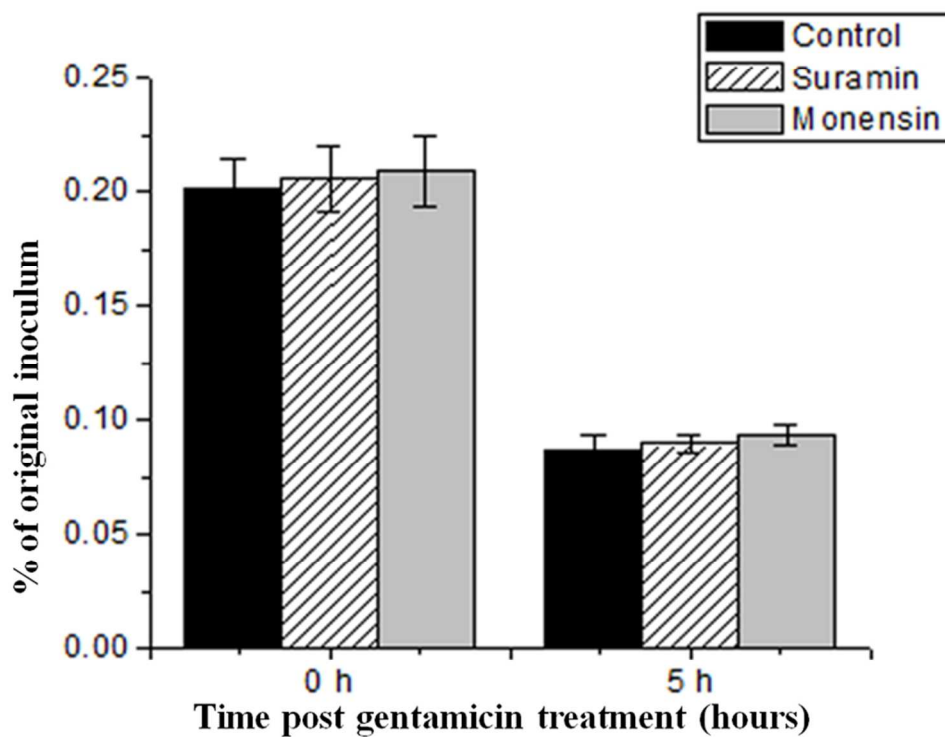 Control
Suramin
Monensin
0.25
0.20
0.15
0.10
0.05
0.00
% of original inoculum
0 h
5 h
Time post gentamicin treatment (hours)